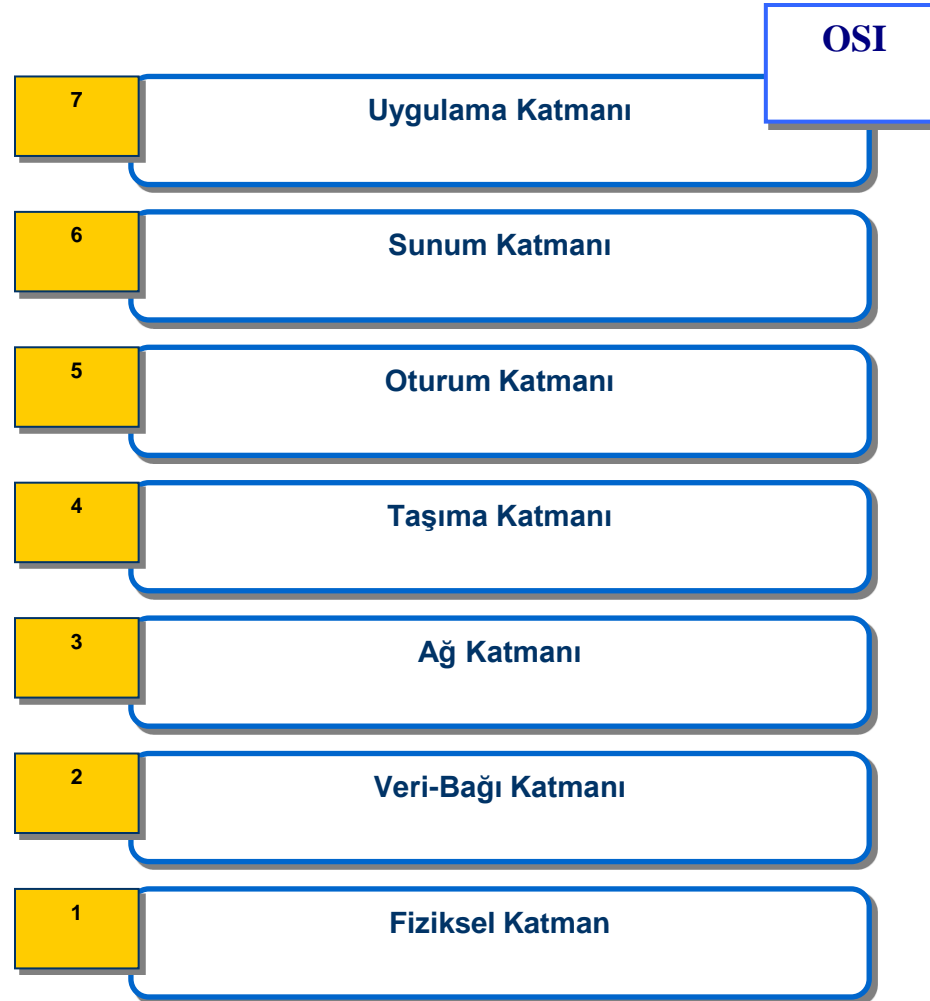 OSI
7
Uygulama Katmanı
6
Sunum Katmanı
5
Oturum Katmanı
4
Taşıma Katmanı
3
Ağ Katmanı
2
Veri-Bağı Katmanı
1
Fiziksel Katman